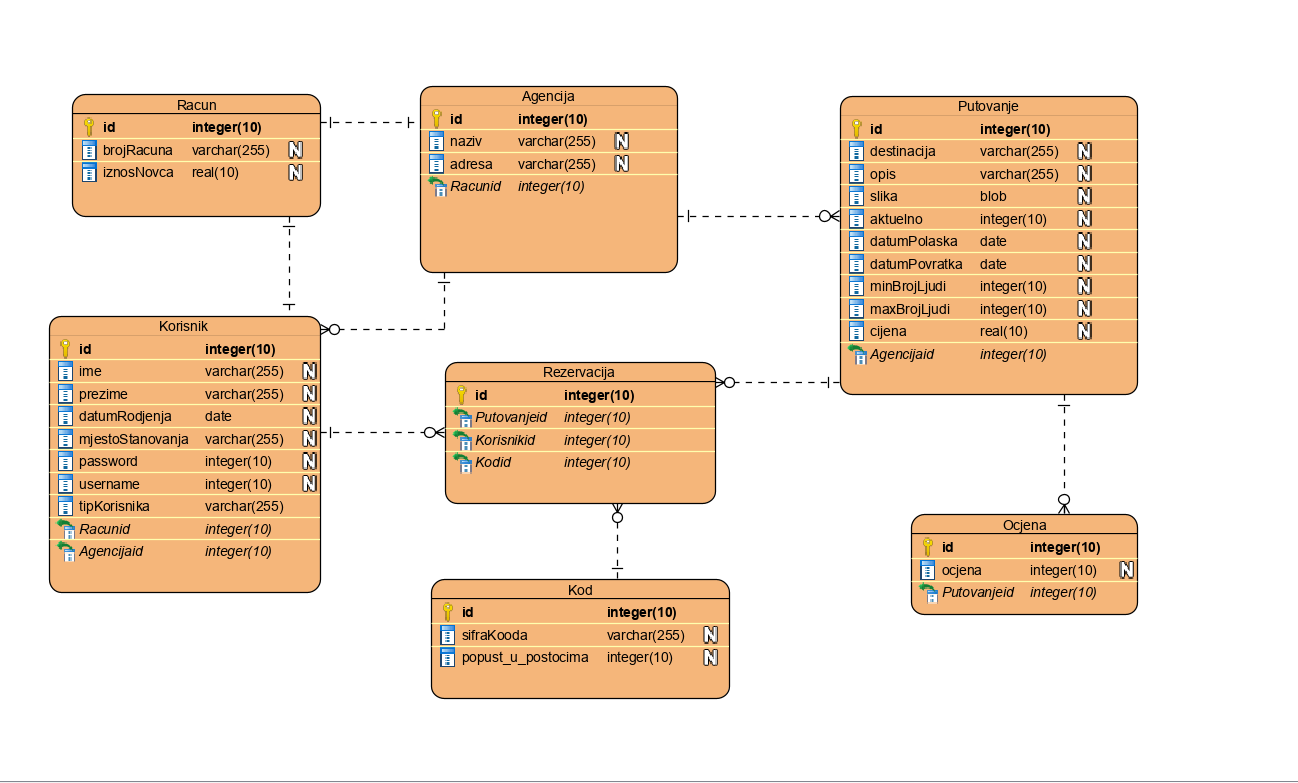 Racun
id integer(10)
brojRacuna varchar(255) N
iznosNovca real(10) N
Agencija
id integer(10)
naziv varchar(255) N
adresa varchar(255) N
Racunid integer(10)
Putovanje
id integer(10)
destinacija varchar(255) N
opis varchar(255) N
slika blob N
aktuelno integer(10) N
datumPolaska date N
datumPovratka date N
minBrojLjudi integer(10) N
maxBrojLjudi integer(10) N
cijena real(10) N
Agencijaid integer(10)
Korisnik
id integer(10)
ime varchar(255) N
prezime varchar(255) N
datumRodjenja date N
mjestoStanovanja varchar(255) N
password integer(10) N
username integer(10) N
tipKorisnika varchar(255)
Racunid integer(10)
Agencijaid integer(10)
Rezervacija
id integer(10)
Putovanjeid integer(10)
Korisnikid integer(10)
Kodid integer(10)
Ocjena
id integer(10)
ocjena integer(10) N
Putovanjeid integer(10)
Kod
id integer(10)
sifraKooda varchar(255) N
popust_u_postocima integer(10) N